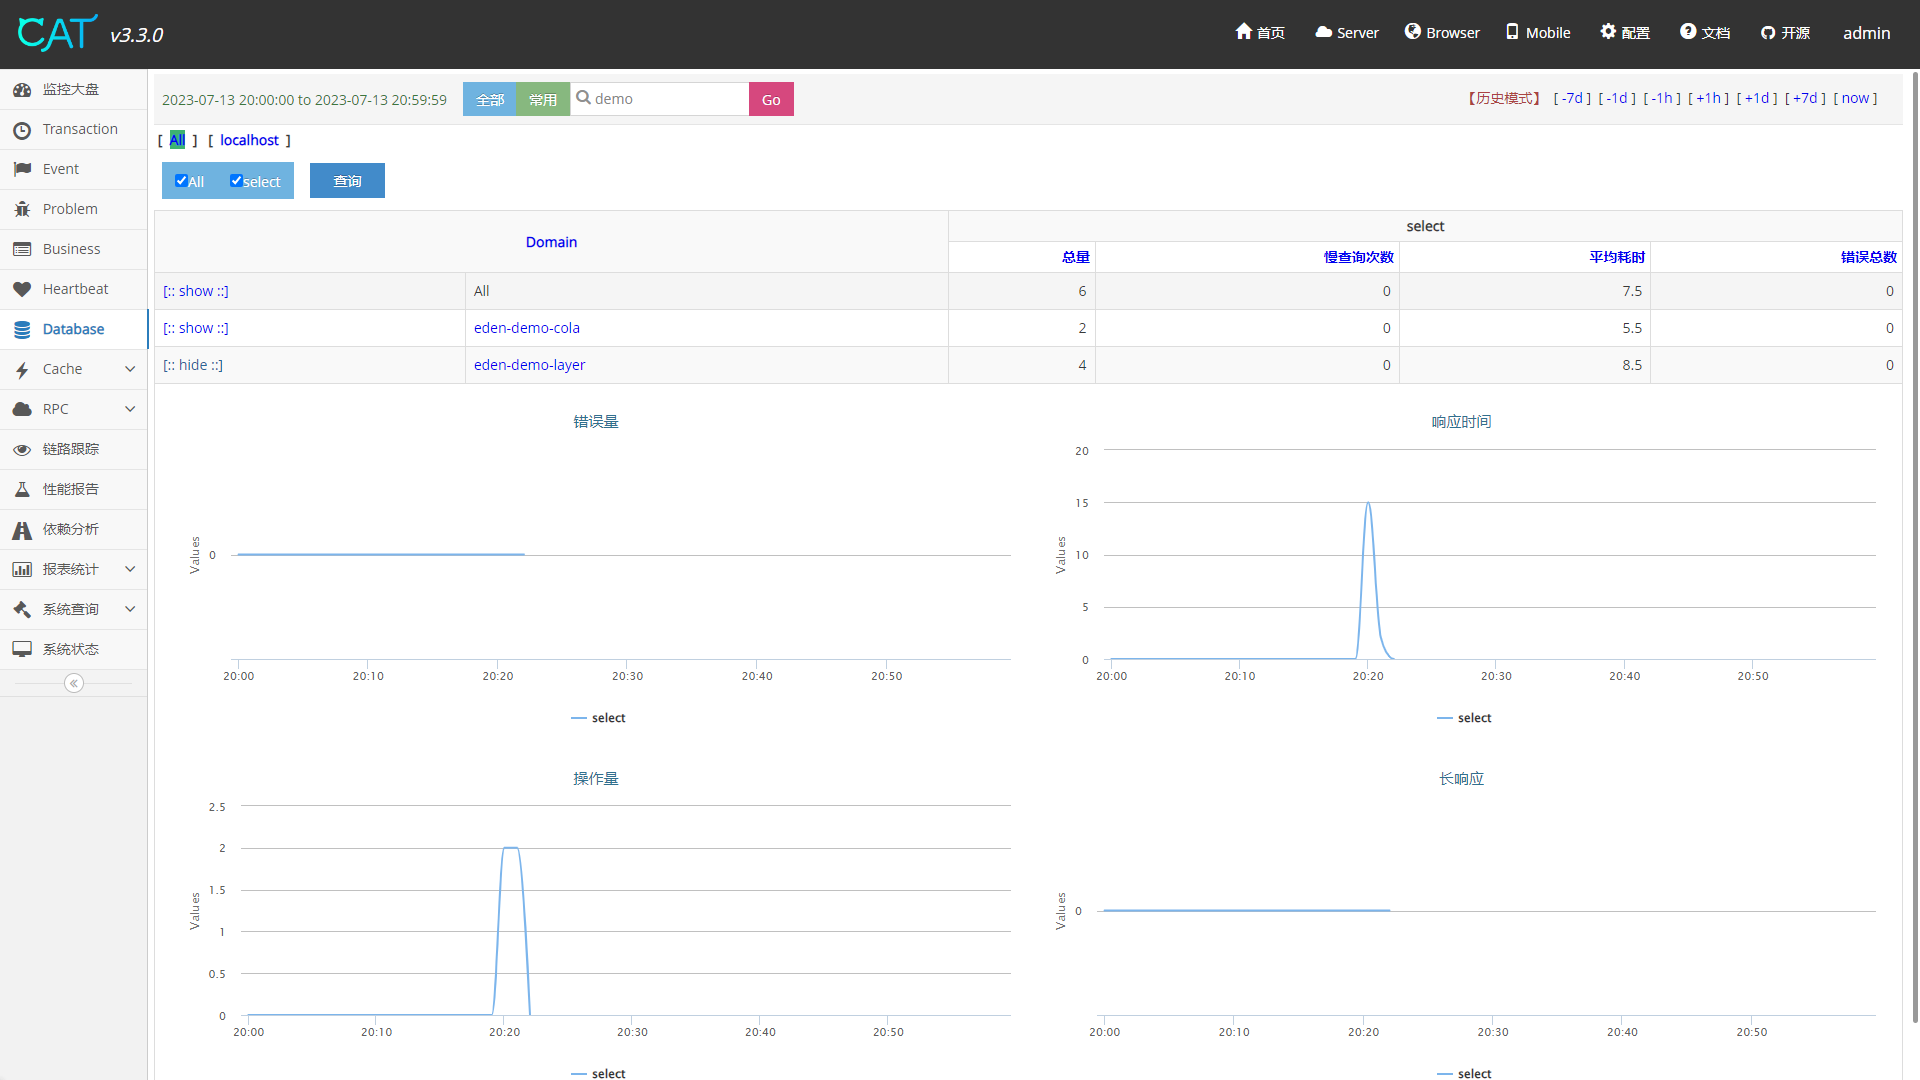 CAT v3.3.0
首页 Server Browser Mobile 配置 文档 开源 admin
监控大盘
Transaction
Event
Problem
Business
Heartbeat
Database
Cache
RPC
链路跟踪
性能报告
依赖分析
报表统计
系统查询
系统状态
2023-07-13 20:00:00 to 2023-07-13 20:59:59 全部 常用 demo Go 【历史模式】 [ -7d ] [ -1d ] [ -1h ] [ +1h ] [ +1d ] [ +7d ] [ now ]
[ All ] [ localhost ]
All select 查询
Domain select
总量 慢查询次数 平均耗时 错误总数
[:: show ::] All 6 0 7.5 0
[:: show ::] eden-demo-cola 2 0 5.5 0
[:: hide ::] eden-demo-layer 4 0 8.5 0
错误量
Values
0
20:00 20:10 20:20 20:30 20:40 20:50
select
响应时间
Values
20
15
10
5
0
20:00 20:10 20:20 20:30 20:40 20:50
select
操作量
Values
2.5
2
1.5
1
0.5
0
20:00 20:10 20:20 20:30 20:40 20:50
select
长响应
Values
0
20:00 20:10 20:20 20:30 20:40 20:50
select